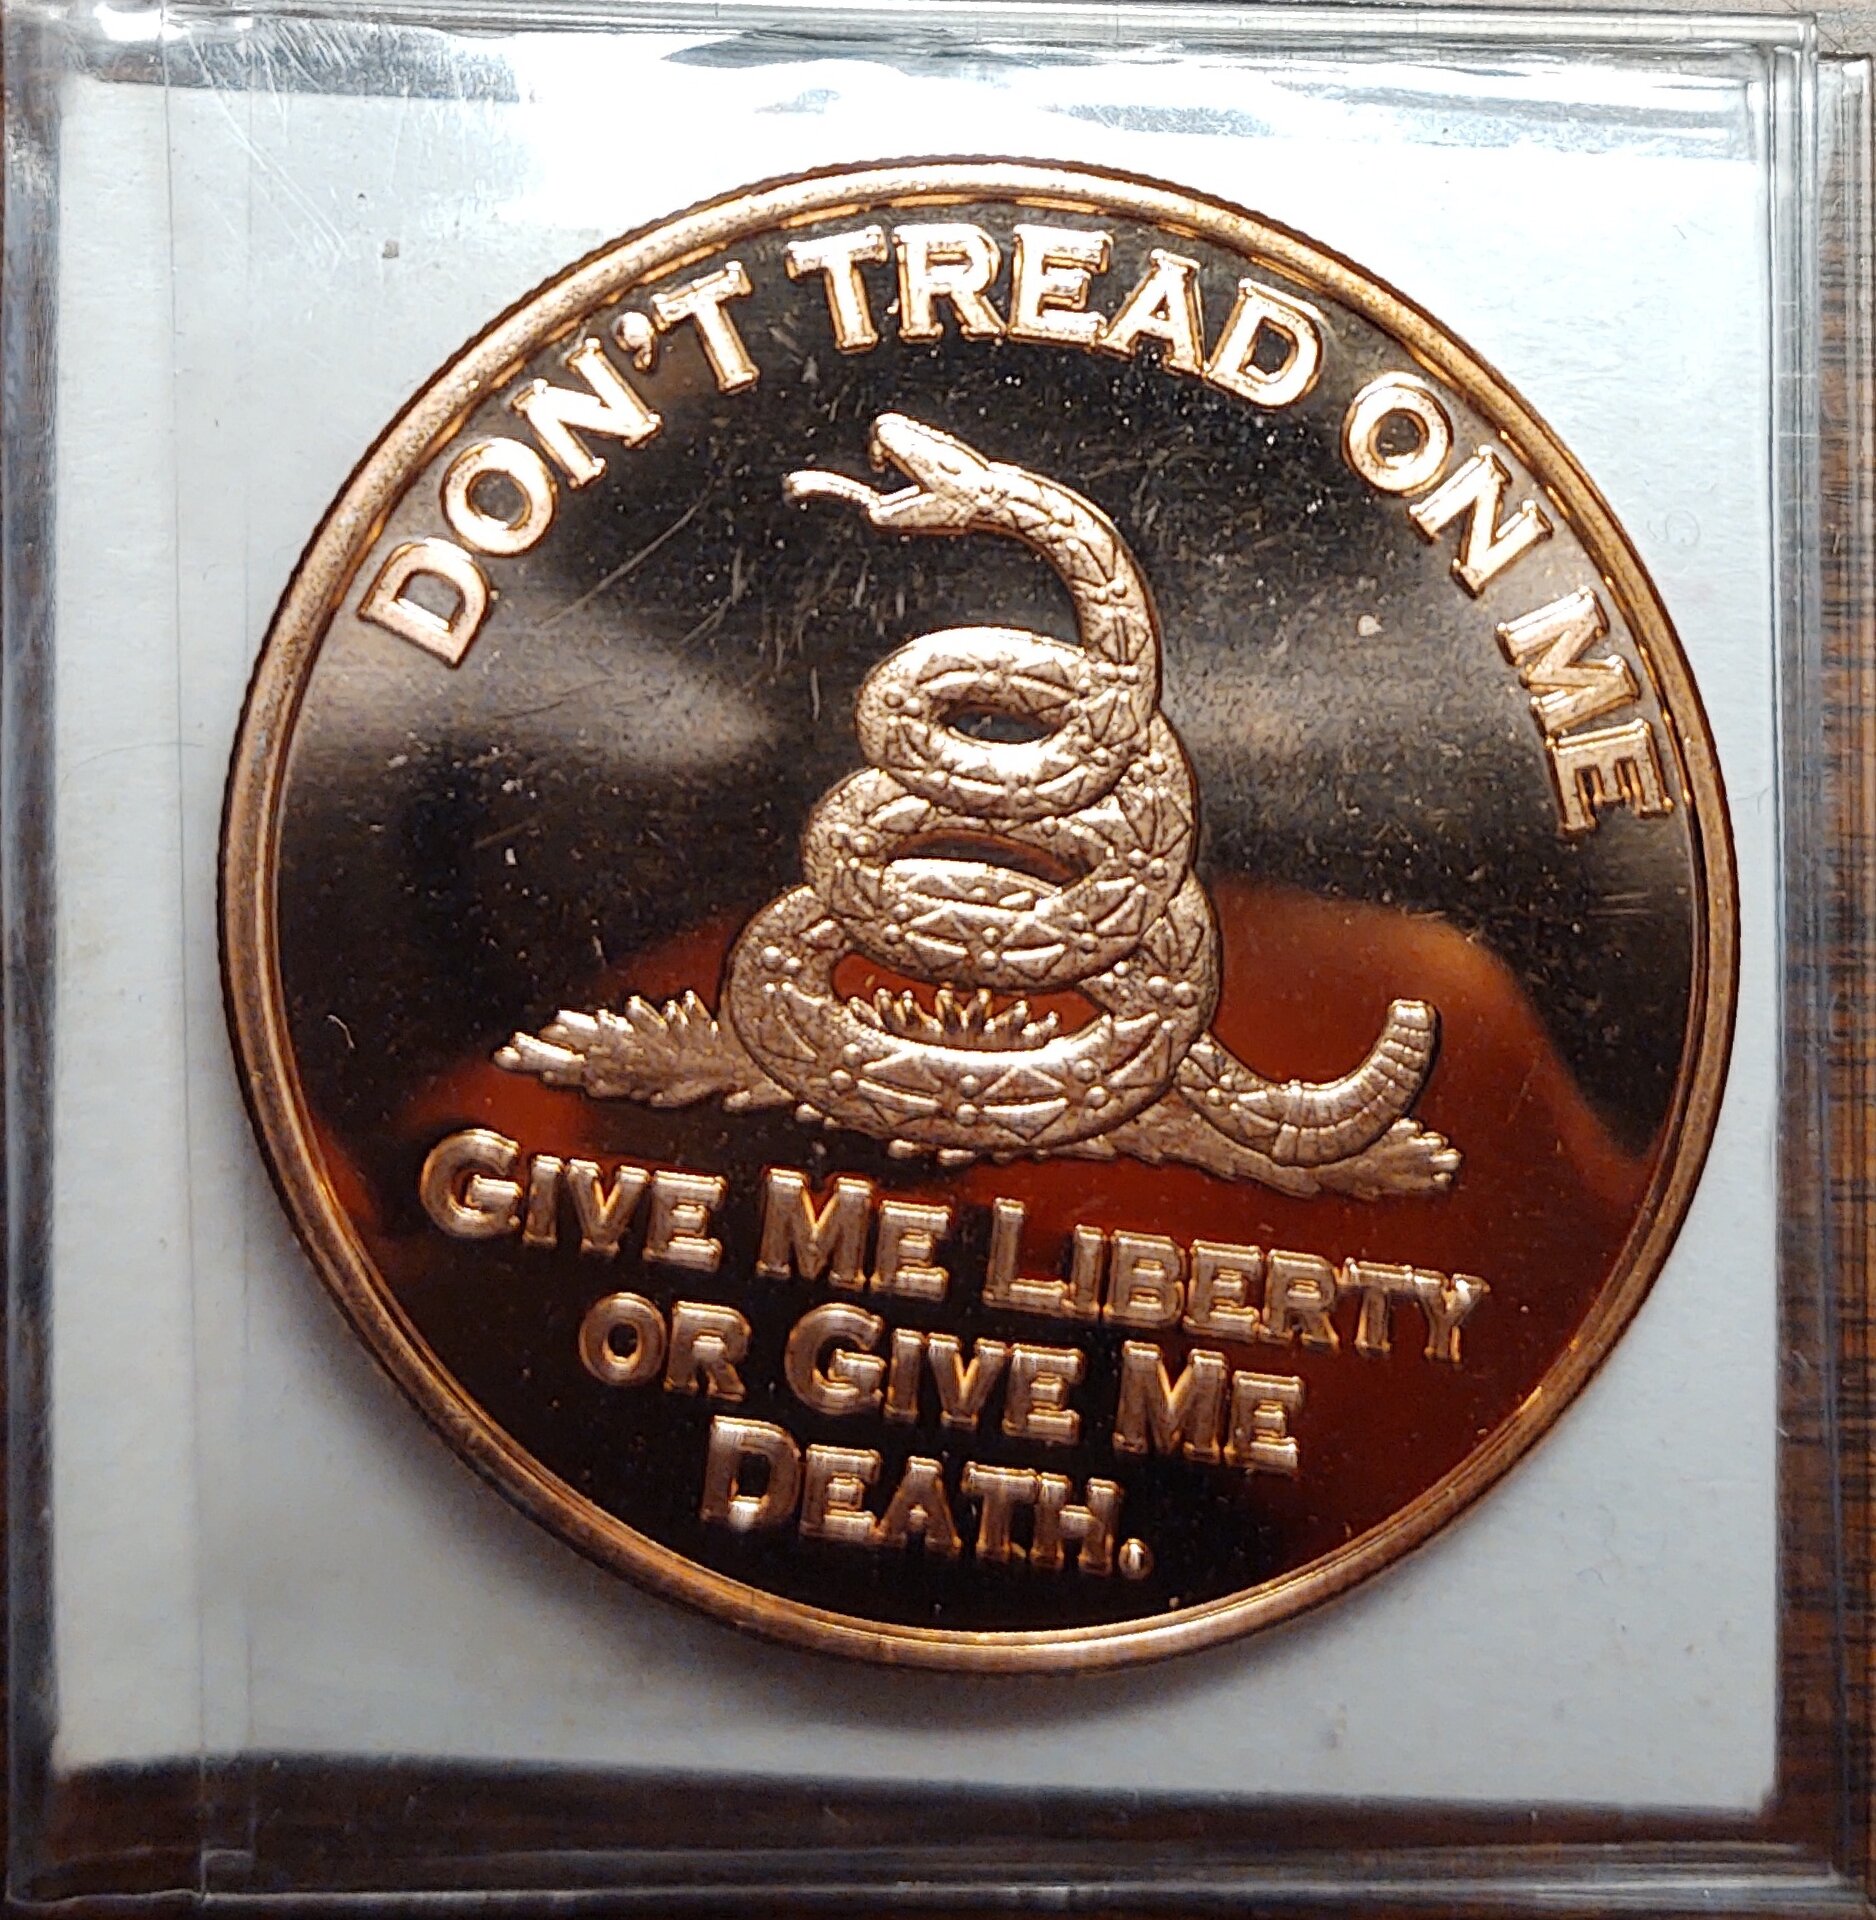 DON'T TREAD ON ME
GIVE ME LIBERTY
OR GIVE ME
DEATH.